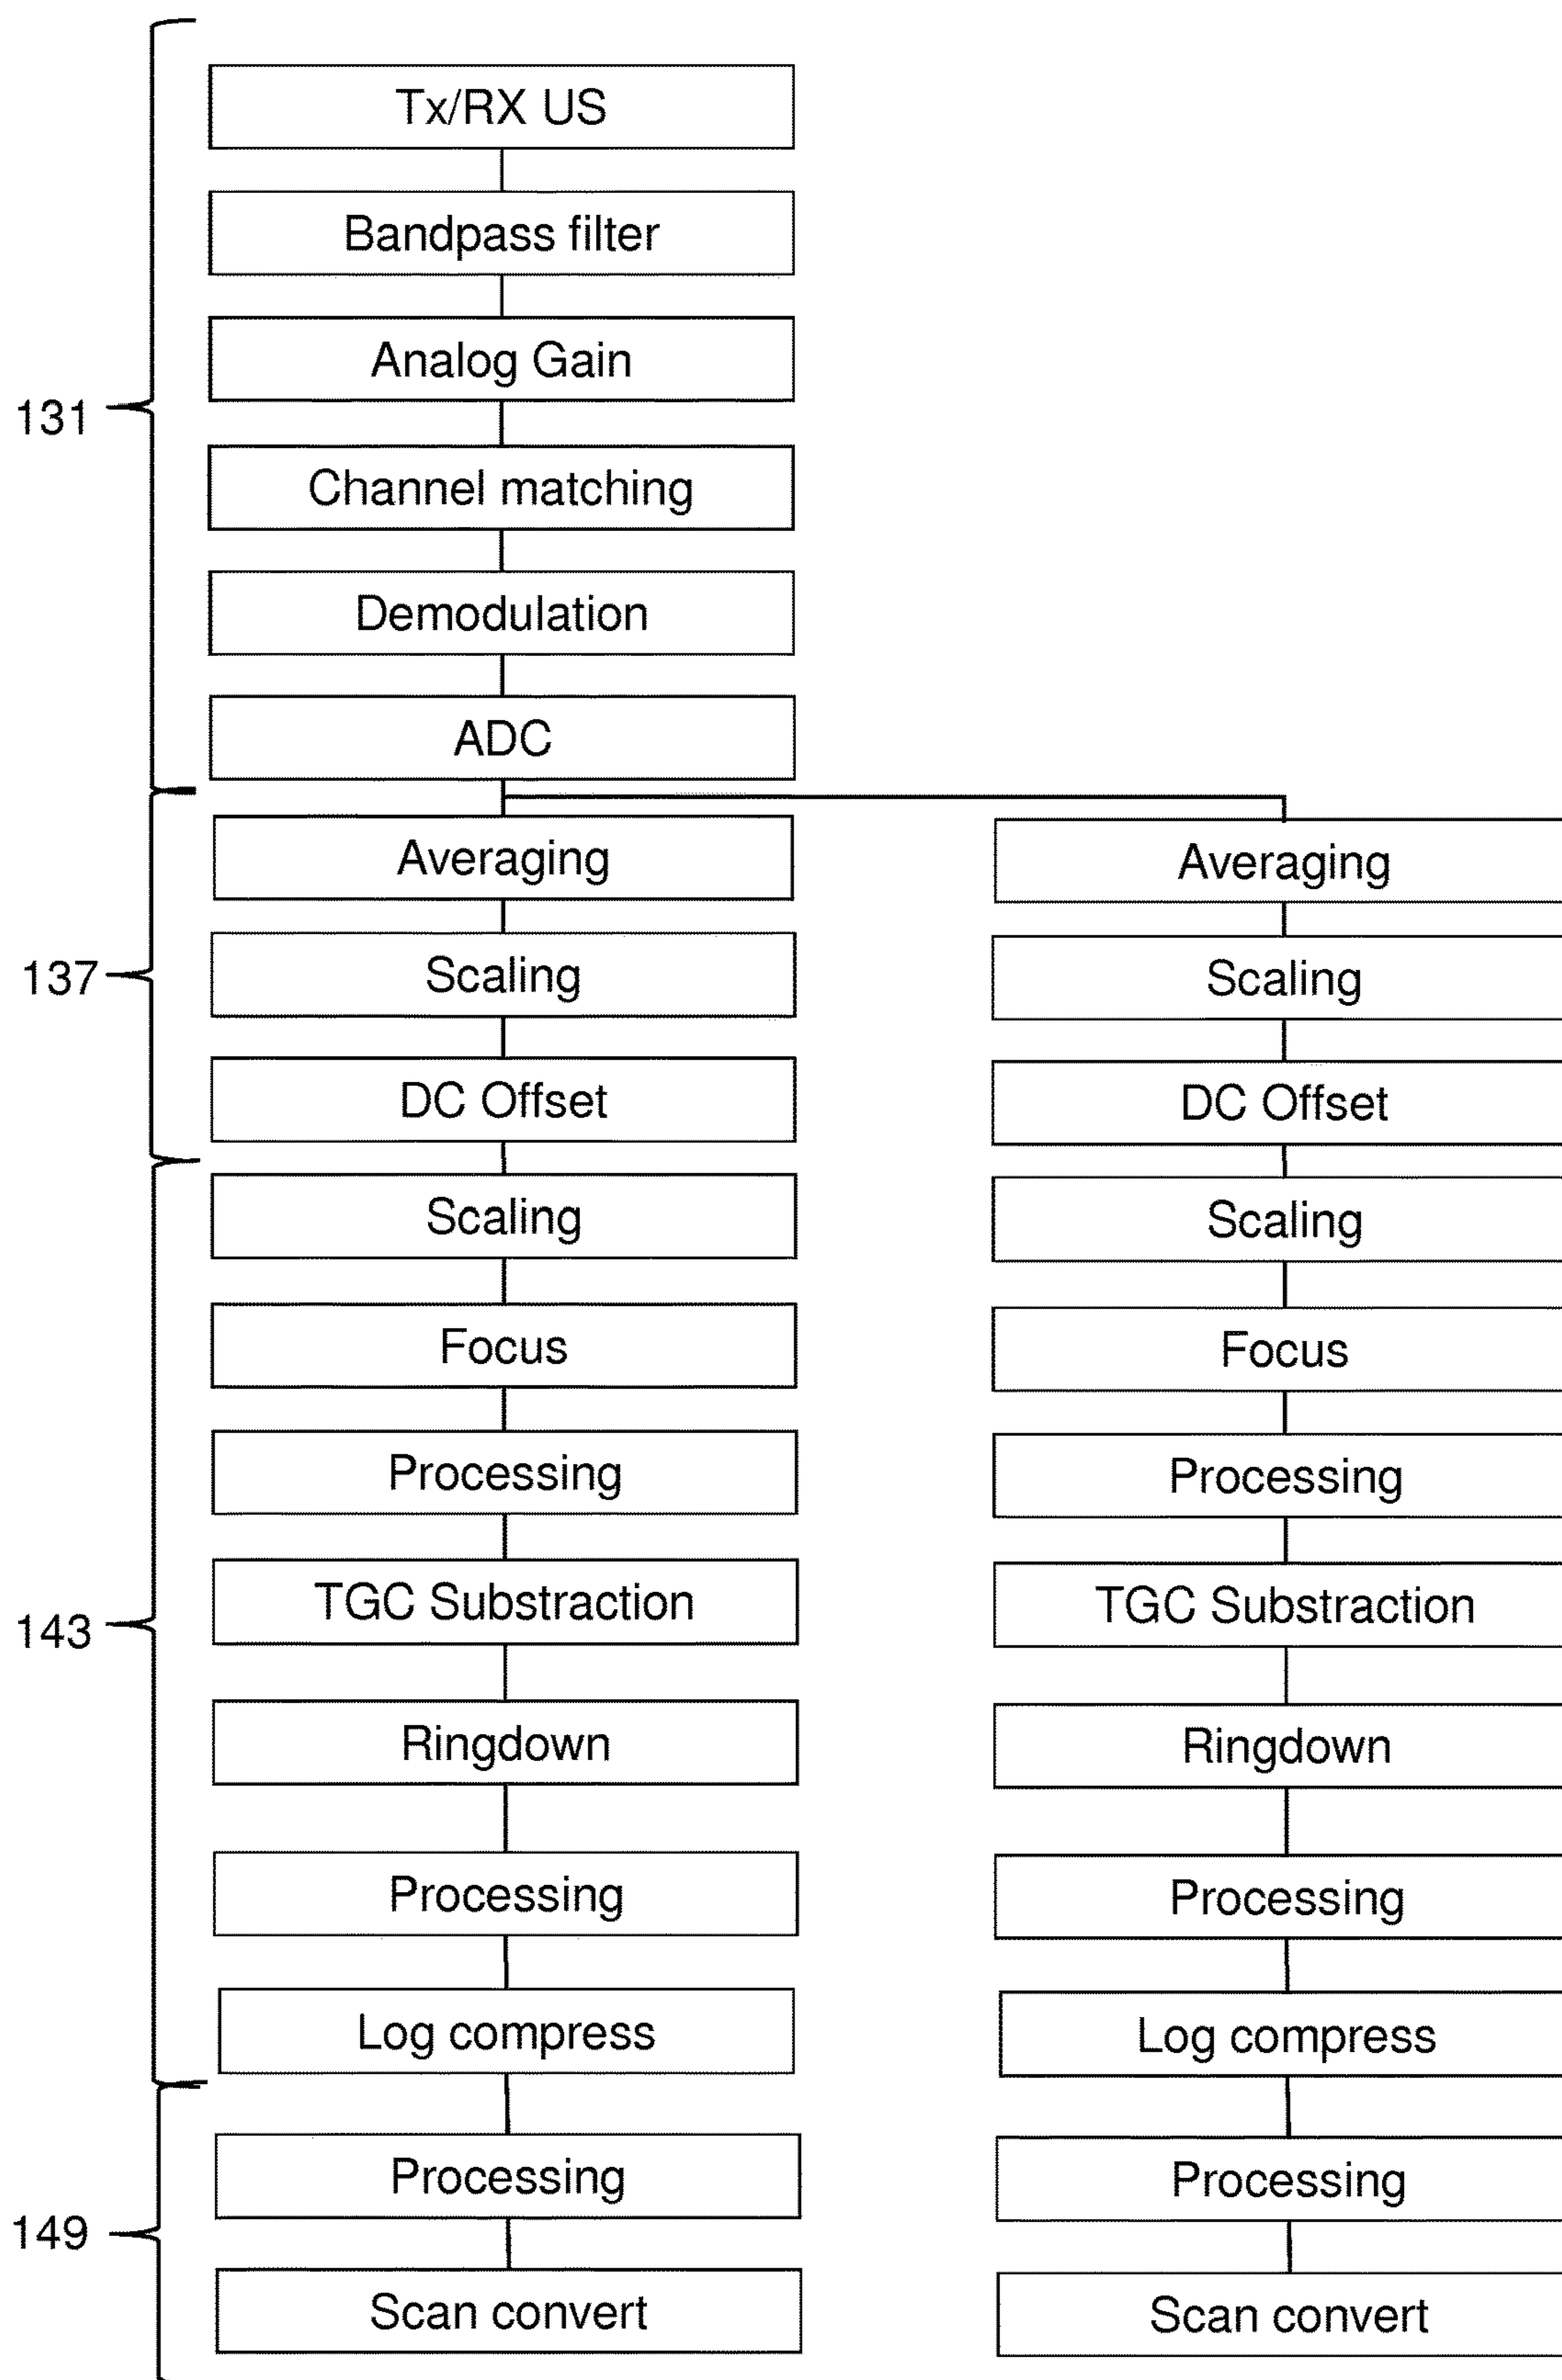 Tx/RX US
Bandpass filter
Analog Gain
131
Channel matching
Demodulation
ADC
Averaging
Averaging
137
Scaling
Scaling
DC Offset
DC Offset
Scaling
Scaling
Focus
Focus
Processing
Processing
143
TGC Substraction
TGC Substraction
Ringdown
Ringdown
Processing
Processing
Log compress
Log compress
Processing
Processing
149
Scan convert
Scan convert